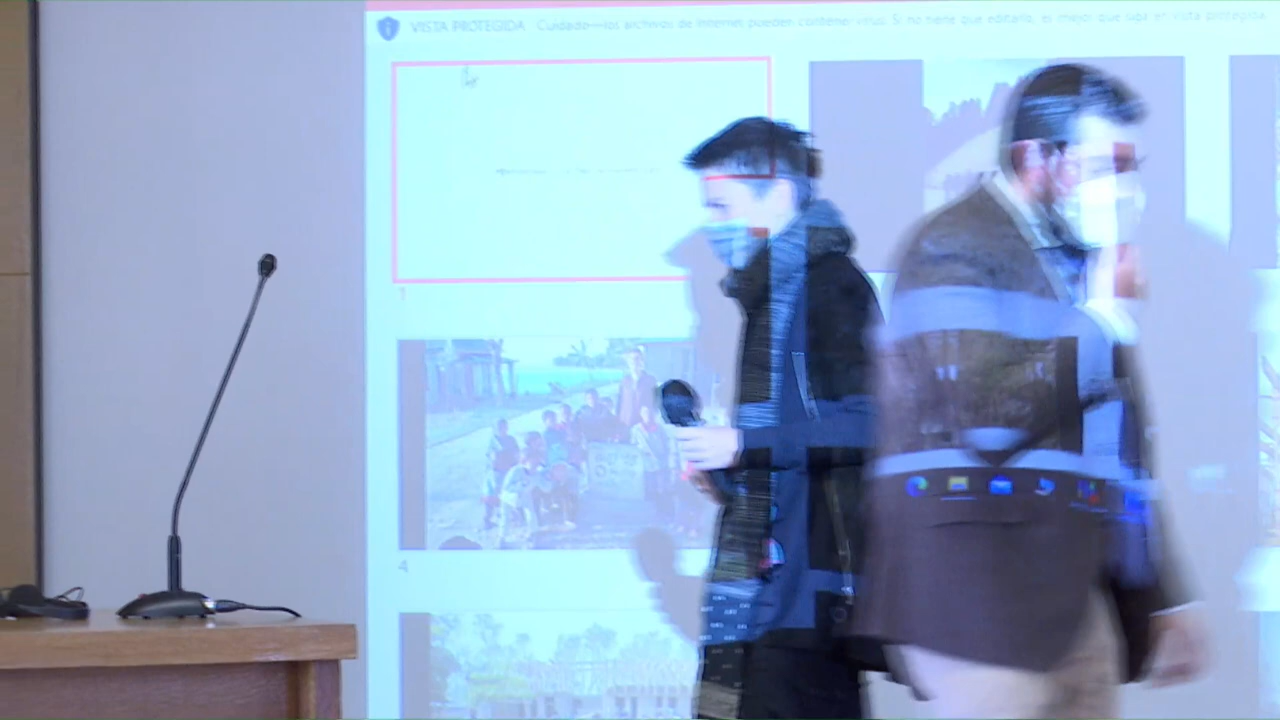 VISTA PROTEGIDA Cuidado—los archivos de Internet pueden contener virus. Si no tiene que editarlo, es mejor que siga en Vista protegida.
1
4